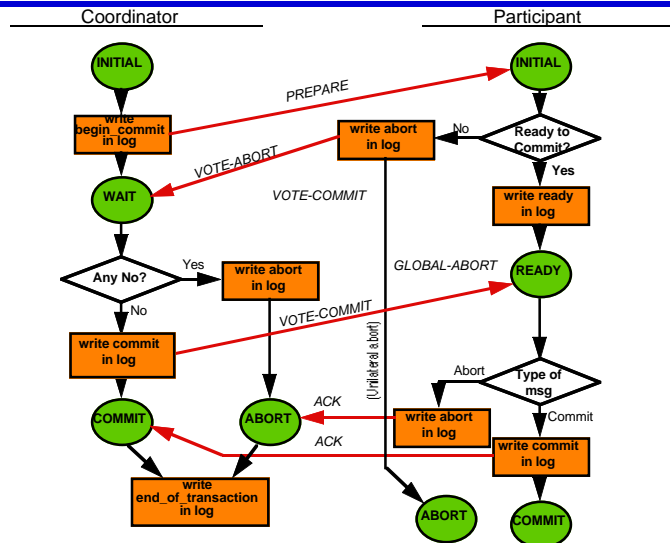 Coordinator
Participant
INITIAL
INITIAL
PREPARE
write
begin_commit
in log
write abort
in log
No
Ready to
Commit?
VOTE-ABORT
Yes
WAIT
VOTE-COMMIT
write ready
in log
Any No?
Yes
write abort
in log
GLOBAL-ABORT
READY
No
VOTE-COMMIT
write commit
in log
(Unilateral abort)
Abort
Type of
msg
ACK
write abort
in log
Commit
COMMIT
ABORT
ACK
write commit
in log
write
end_of_transaction
in log
ABORT
COMMIT